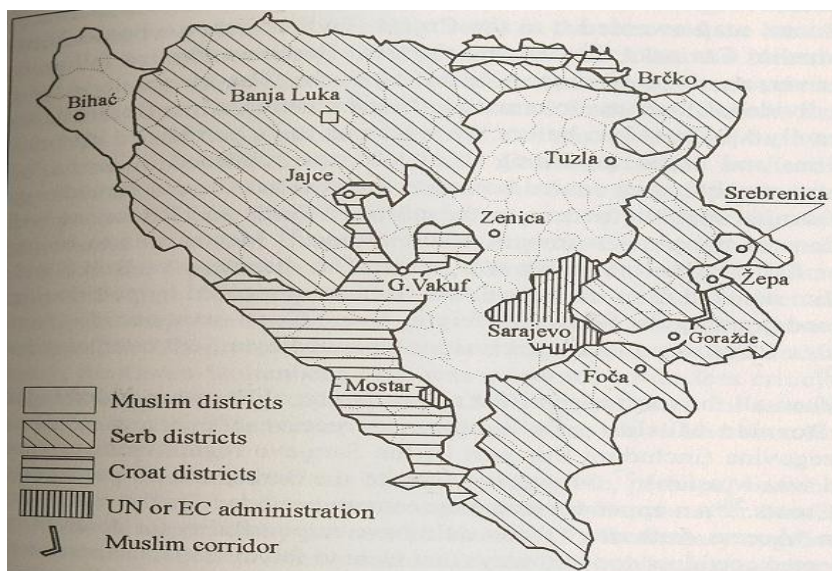 Brčko
Bihać
Banja Luka
Tuzla
Jajce
Srebrenica
Zenica
G.Vakuf
Žepa
Sarajevo
Goražde
Foča
Mostar
Muslim districts
Serb districts
Croat districts
UN or EC administration
Muslim corridor